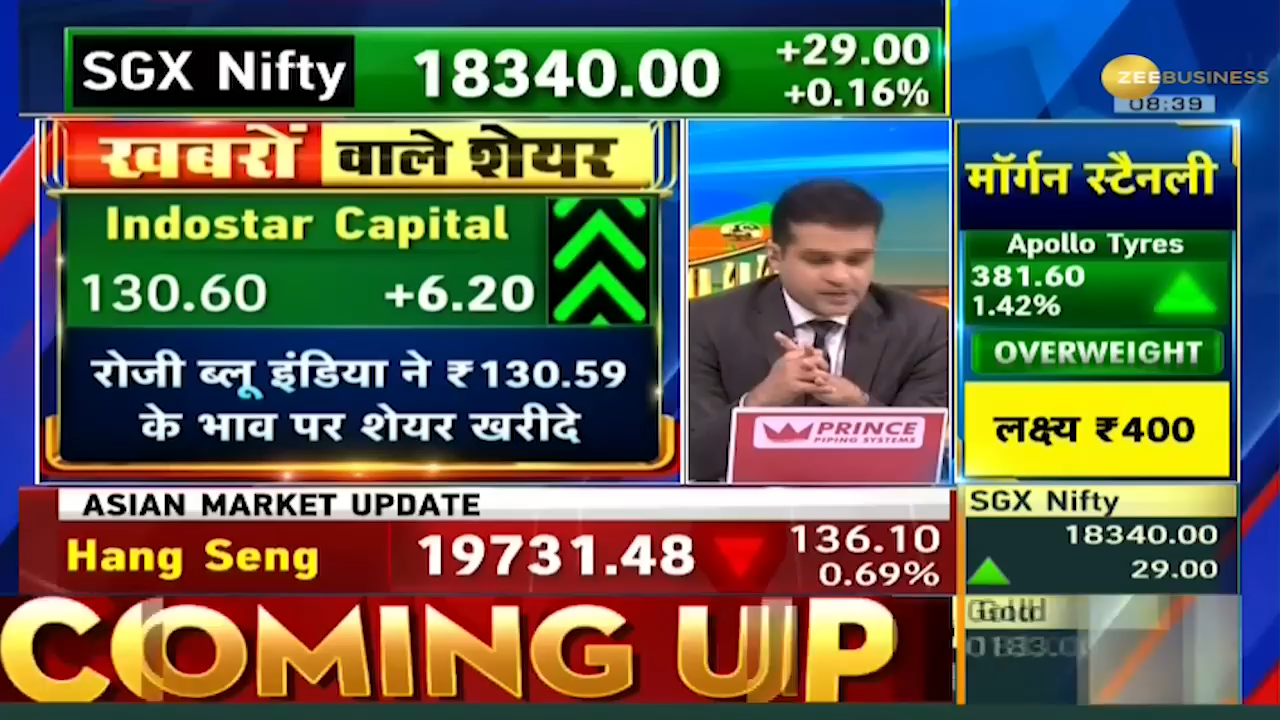 SGX Nifty 18340.00 +29.00
+0.16%
ZEEBUSINESS
08:39
खबरों वाले शेयर
Indostar Capital
130.60 +6.20
रोजी ब्लू इंडिया ने ₹130.59
के भाव पर शेयर खरीदे
PRINCE
PIPING SYSTEMS
मॉर्गन स्टैनली
Apollo Tyres
381.60
1.42%
OVERWEIGHT
लक्ष्य ₹400
ASIAN MARKET UPDATE
Hang Seng 19731.48 136.10
0.69%
SGX Nifty
18340.00
29.00
COMING UP